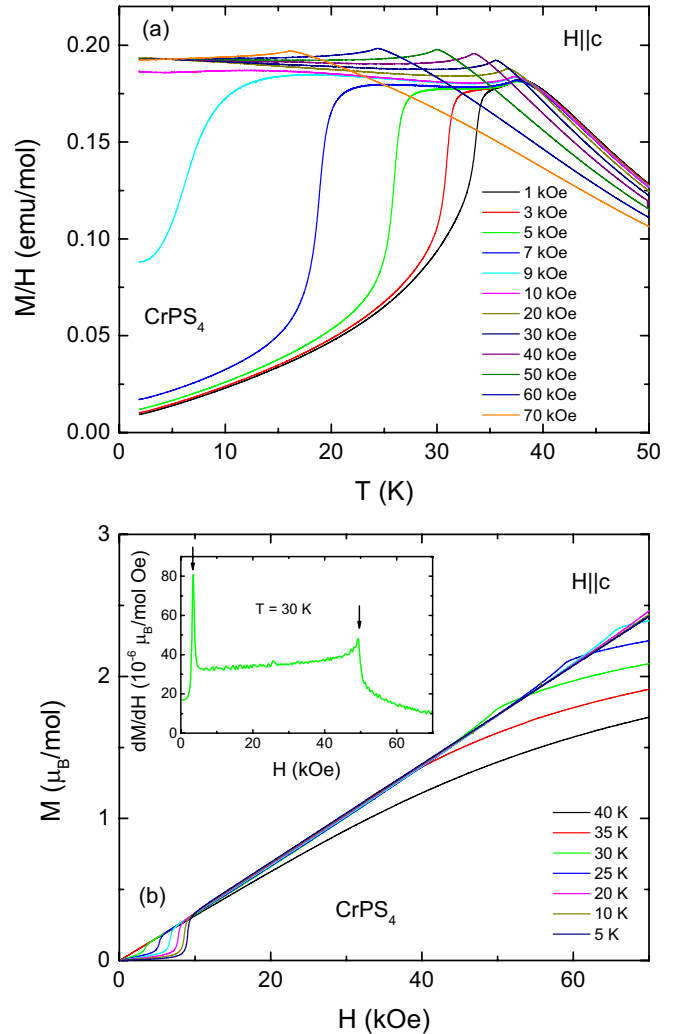 (a)
H||c
0.20
0.15
0.10
0.05
0.00
M/H (emu/mol)
CrPS4
1 kOe
3 kOe
5 kOe
7 kOe
9 kOe
10 kOe
20 kOe
30 kOe
40 kOe
50 kOe
60 kOe
70 kOe
0 10 20 30 40 50
T (K)
3
2
1
0
M (μB/mol)
H||c
80
60
40
20
0
dM/dH (10-6 μB/mol Oe)
T = 30 K
0 20 40 60
H (kOe)
(b)
CrPS4
40 K
35 K
30 K
25 K
20 K
10 K
5 K
0 20 40 60
H (kOe)